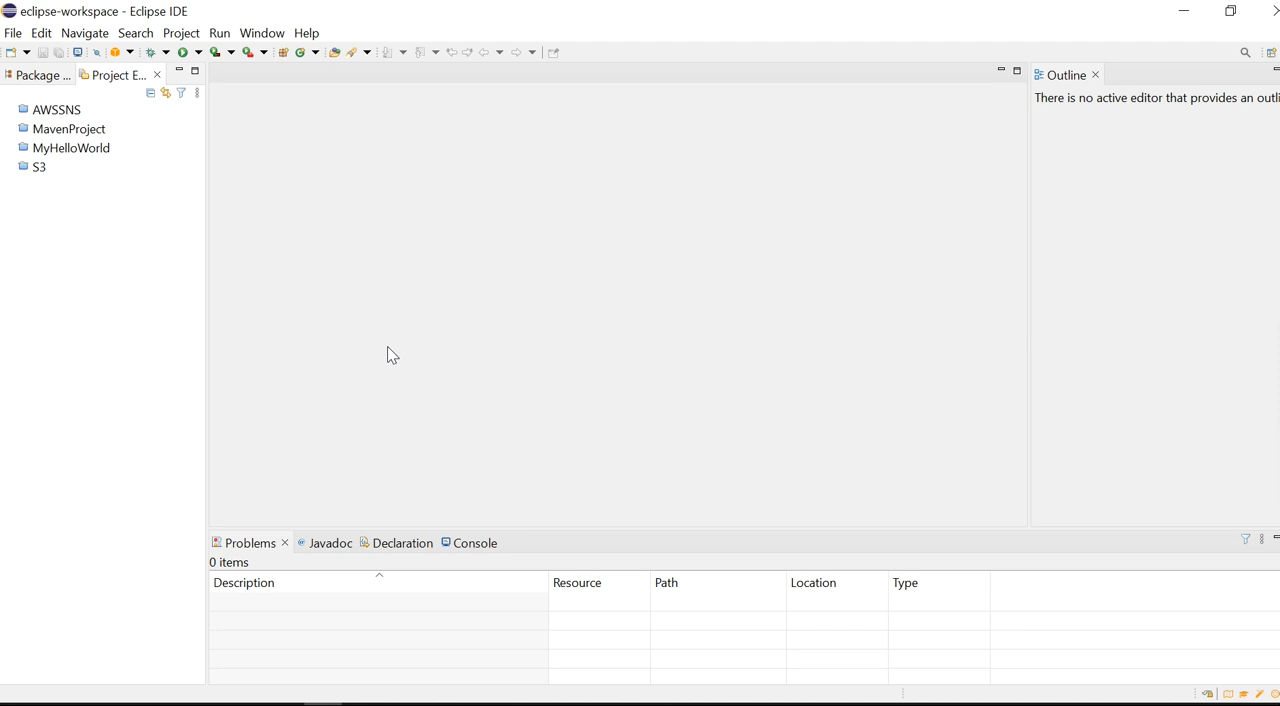 eclipse-workspace - Eclipse IDE
File Edit Navigate Search Project Run Window Help
Package ... Project E...
AWSSNS
MavenProject
MyHelloWorld
S3
Outline
There is no active editor that provides an outli
Problems Javadoc Declaration Console
0 items
Description Resource Path Location Type